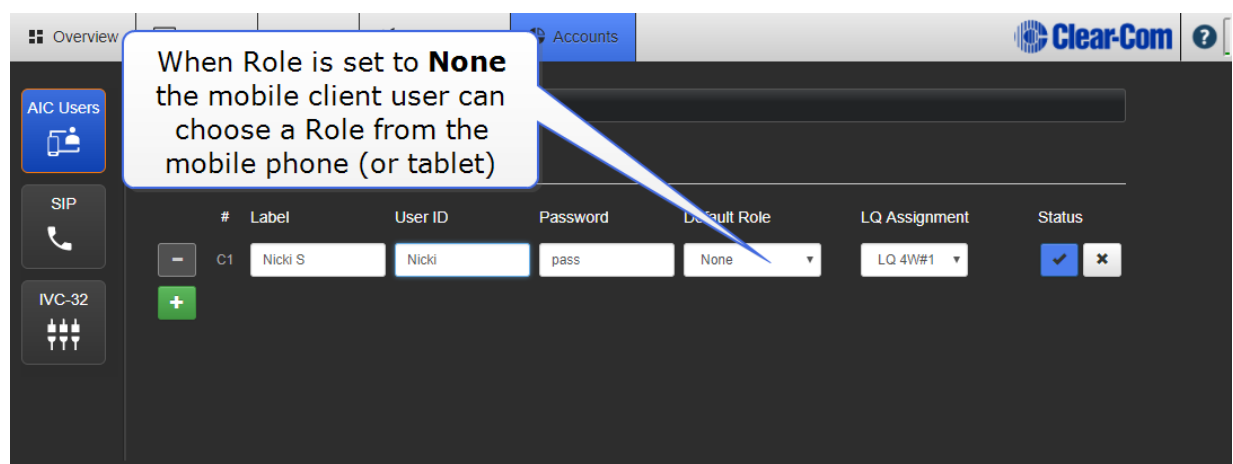 Overview
Accounts
Clear-Com
?
When Role is set to None
the mobile client user can
choose a Role from the
mobile phone (or tablet)
AIC Users
SIP
IVC-32
# Label User ID Password Default Role LQ Assignment Status
C1 Nicki S Nicki pass None LQ 4W#1